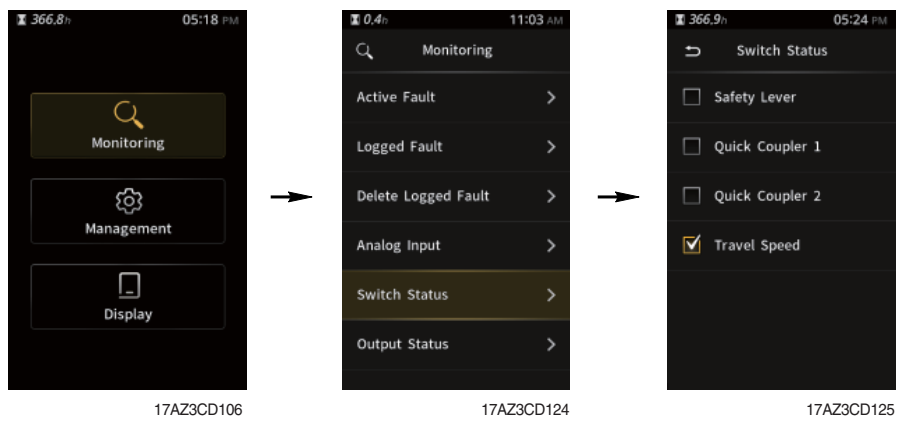 366.8h 05:18 PM
Monitoring
Management
Display
17AZ3CD106
0.4h 11:03 AM
Monitoring
Active Fault
Logged Fault
Delete Logged Fault
Analog Input
Switch Status
Output Status
17AZ3CD124
366.9h 05:24 PM
Switch Status
Safety Lever
Quick Coupler 1
Quick Coupler 2
Travel Speed
17AZ3CD125